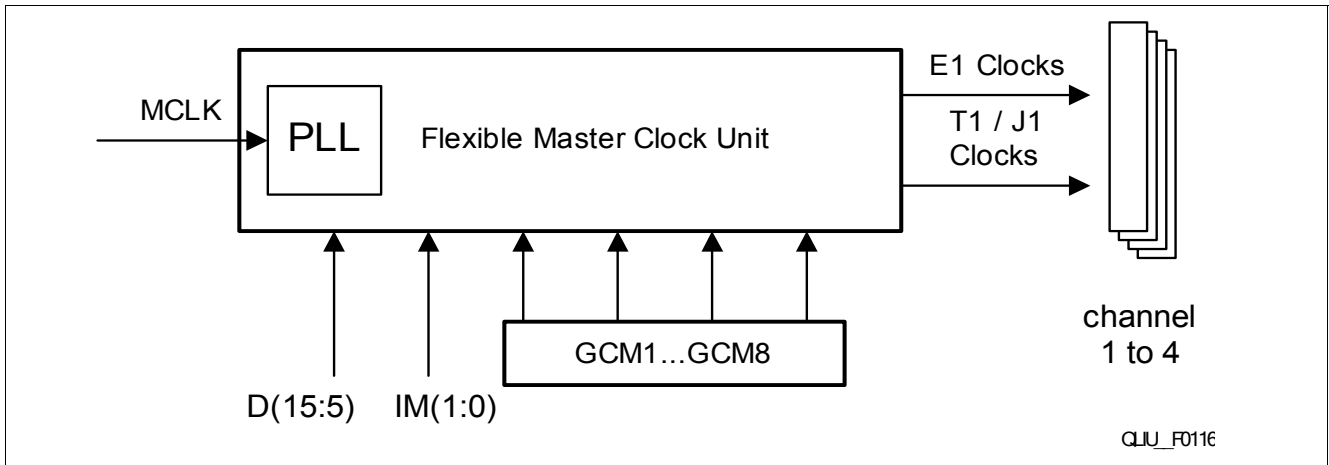 MCLK
PLL
Flexible Master Clock Unit
E1 Clocks
T1 / J1
Clocks
GCM1...GCM8
D(15:5)
IM(1:0)
channel
1 to 4
QLIU_F0116